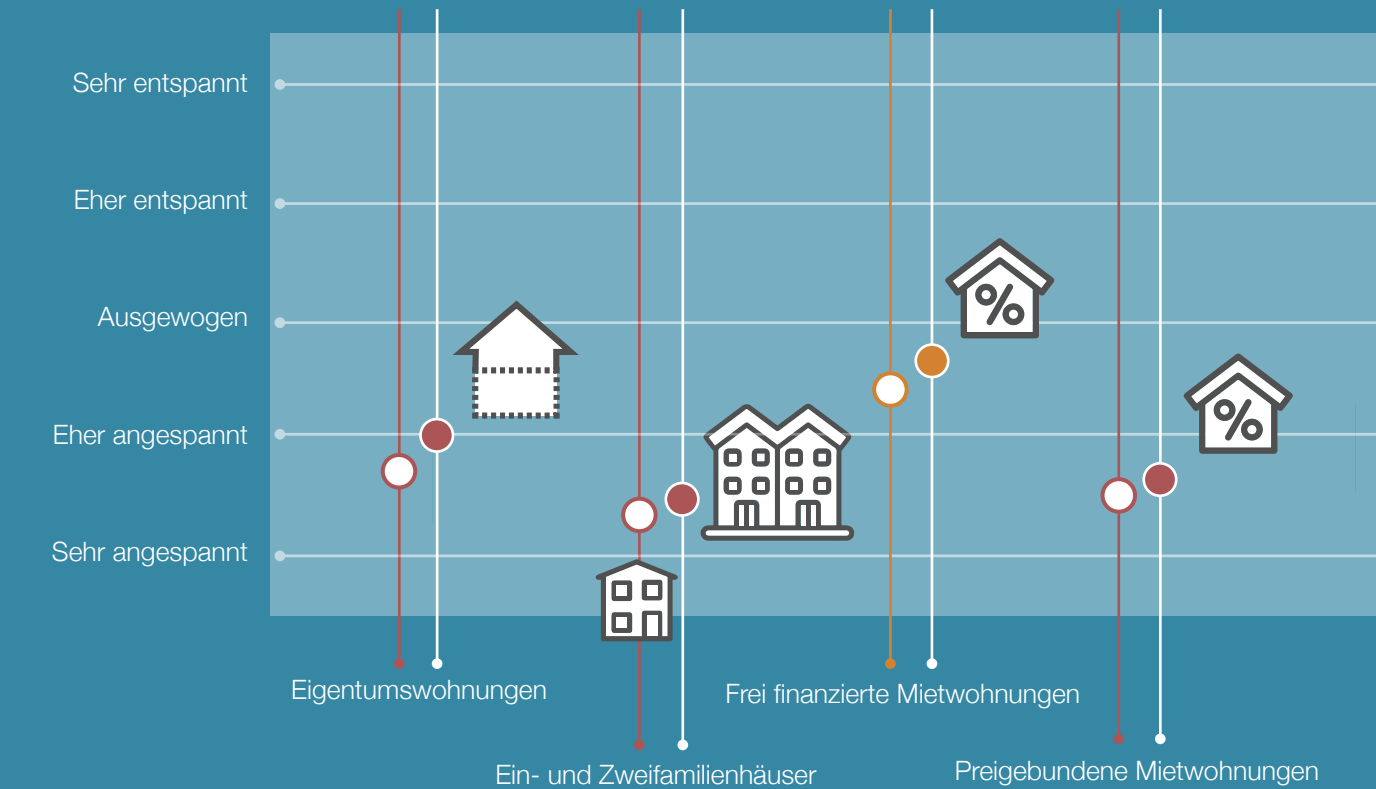 Sehr entspannt
Eher entspannt
Ausgewogen
Eher angespannt
Sehr angespannt
%
%
Eigentumswohnungen
Frei finanzierte Mietwohnungen
Ein- und Zweifamilienhäuser
Preigebundene Mietwohnungen